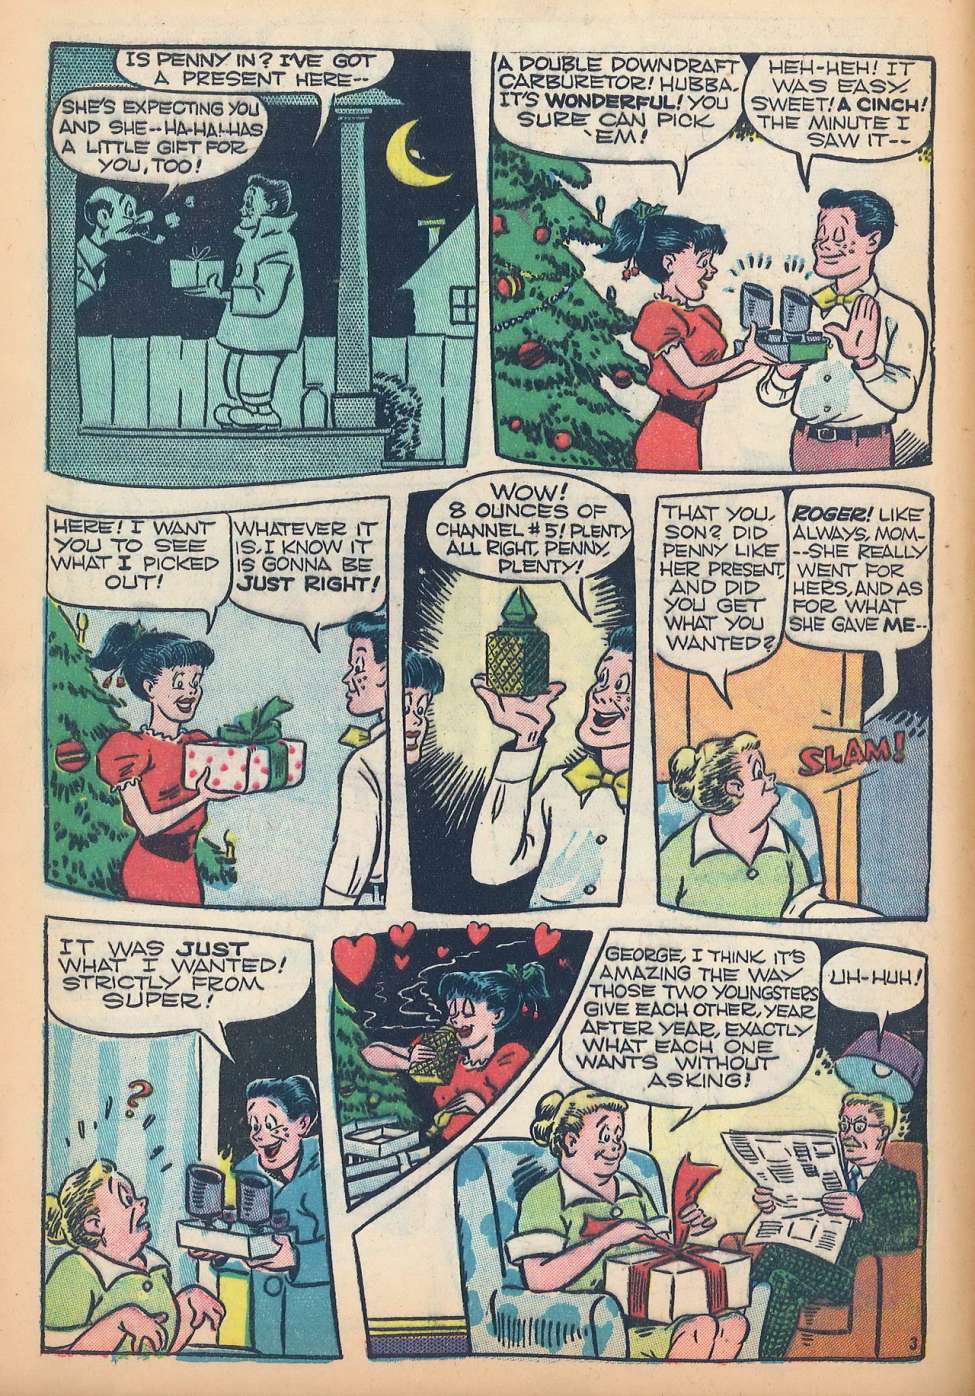 IS PENNY IN? I'VE GOT
A PRESENT HERE--
SHE'S EXPECTING YOU
AND SHE--HA-HA!-HAS
A LITTLE GIFT FOR
YOU, TOO!
A DOUBLE DOWNDRAFT
CARBURETOR! HUBBA,
IT'S WONDERFUL! YOU
SURE CAN PICK
'EM!
HEH-HEH! IT
WAS EASY,
SWEET! A CINCH!
THE MINUTE I
SAW IT--
HERE! I WANT
YOU TO SEE
WHAT I PICKED
OUT!
WHATEVER IT
IS, I KNOW IT
IS GONNA BE
JUST RIGHT!
WOW!
8 OUNCES OF
CHANNEL #5! PLENTY
ALL RIGHT, PENNY,
PLENTY!
THAT YOU,
SON? DID
PENNY LIKE
HER PRESENT,
AND DID
YOU GET
WHAT YOU
WANTED?
ROGER! LIKE
ALWAYS, MOM--
--SHE REALLY
WENT FOR
HERS, AND AS
FOR WHAT
SHE GAVE ME--
SLAM!
IT WAS JUST
WHAT I WANTED!
STRICTLY FROM
SUPER!
?
GEORGE, I THINK IT'S
AMAZING THE WAY
THOSE TWO YOUNGSTERS
GIVE EACH OTHER, YEAR
AFTER YEAR, EXACTLY
WHAT EACH ONE
WANTS WITHOUT
ASKING!
UH-HUH!
3